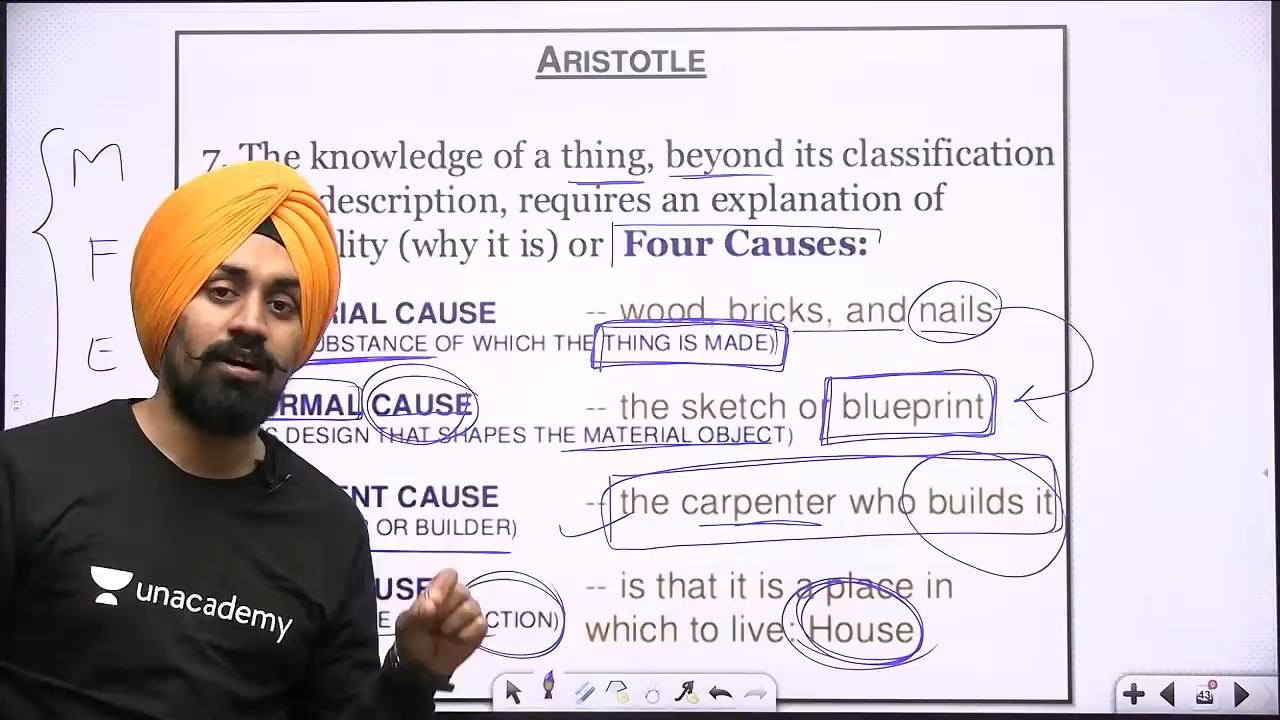 ARISTOTLE
7. The knowledge of a thing, beyond its classification
description, requires an explanation of
lity (why it is) or Four Causes:
RIAL CAUSE -- wood, bricks, and nails
UBSTANCE OF WHICH THE THING IS MADE)
RMAL CAUSE -- the sketch or blueprint
S DESIGN THAT SHAPES THE MATERIAL OBJECT)
ENT CAUSE -- the carpenter who builds it
R OR BUILDER)
USE -- is that it is a place in
E CTION) which to live: House
M
F
E
unacademy
43